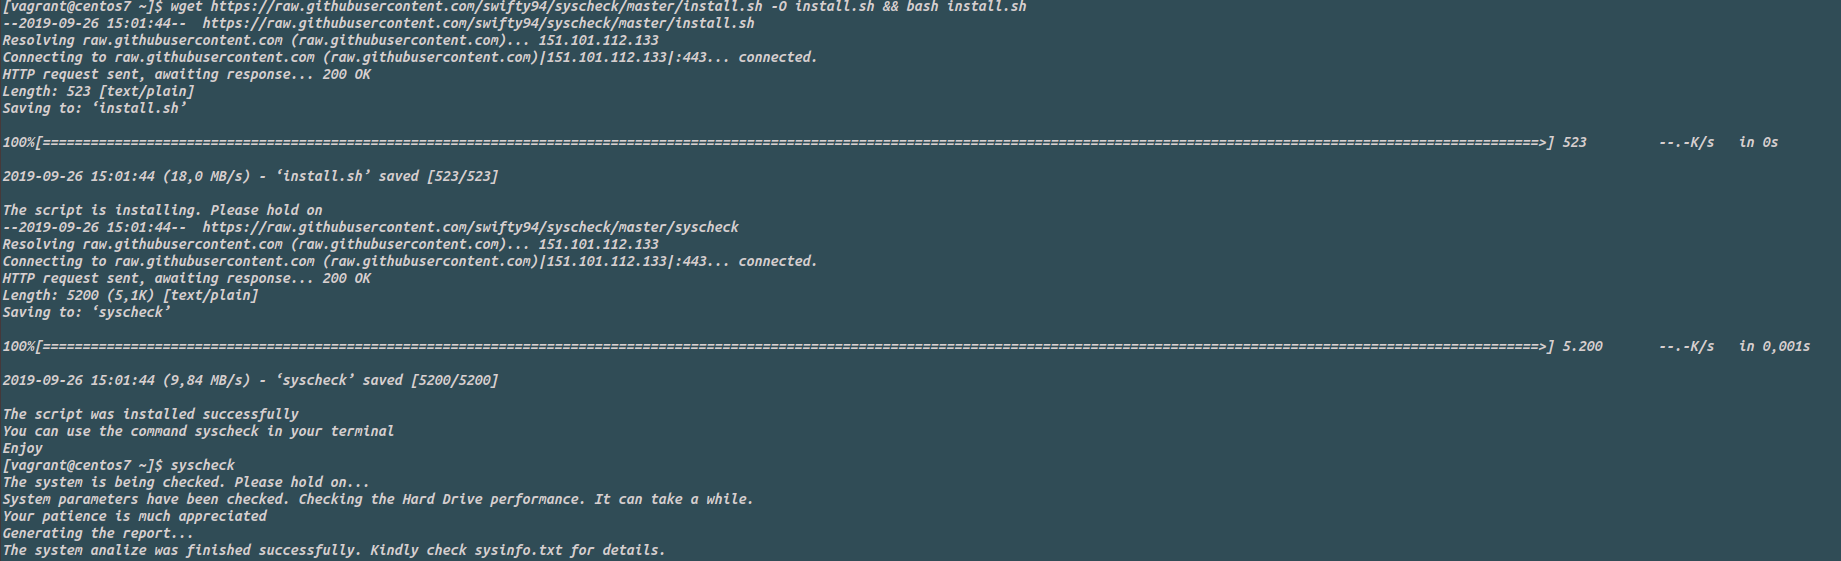 [vagrant@centos7 ~]$ wget https://raw.githubusercontent.com/swifty94/syscheck/master/install.sh -O install.sh && bash install.sh
--2019-09-26 15:01:44--  https://raw.githubusercontent.com/swifty94/syscheck/master/install.sh
Resolving raw.githubusercontent.com (raw.githubusercontent.com)... 151.101.112.133
Connecting to raw.githubusercontent.com (raw.githubusercontent.com)|151.101.112.133|:443... connected.
HTTP request sent, awaiting response... 200 OK
Length: 523 [text/plain]
Saving to: ‘install.sh’
100%[===========================================================================================================================================================================================>] 523         --.-K/s   in 0s
2019-09-26 15:01:44 (18,0 MB/s) - ‘install.sh’ saved [523/523]
The script is installing. Please hold on
--2019-09-26 15:01:44--  https://raw.githubusercontent.com/swifty94/syscheck/master/syscheck
Resolving raw.githubusercontent.com (raw.githubusercontent.com)... 151.101.112.133
Connecting to raw.githubusercontent.com (raw.githubusercontent.com)|151.101.112.133|:443... connected.
HTTP request sent, awaiting response... 200 OK
Length: 5200 (5,1K) [text/plain]
Saving to: ‘syscheck’
100%[===========================================================================================================================================================================================>] 5.200       --.-K/s   in 0,001s
2019-09-26 15:01:44 (9,84 MB/s) - ‘syscheck’ saved [5200/5200]
The script was installed successfully
You can use the command syscheck in your terminal
Enjoy
[vagrant@centos7 ~]$ syscheck
The system is being checked. Please hold on...
System parameters have been checked. Checking the Hard Drive performance. It can take a while.
Your patience is much appreciated
Generating the report...
The system analize was finished successfully. Kindly check sysinfo.txt for details.